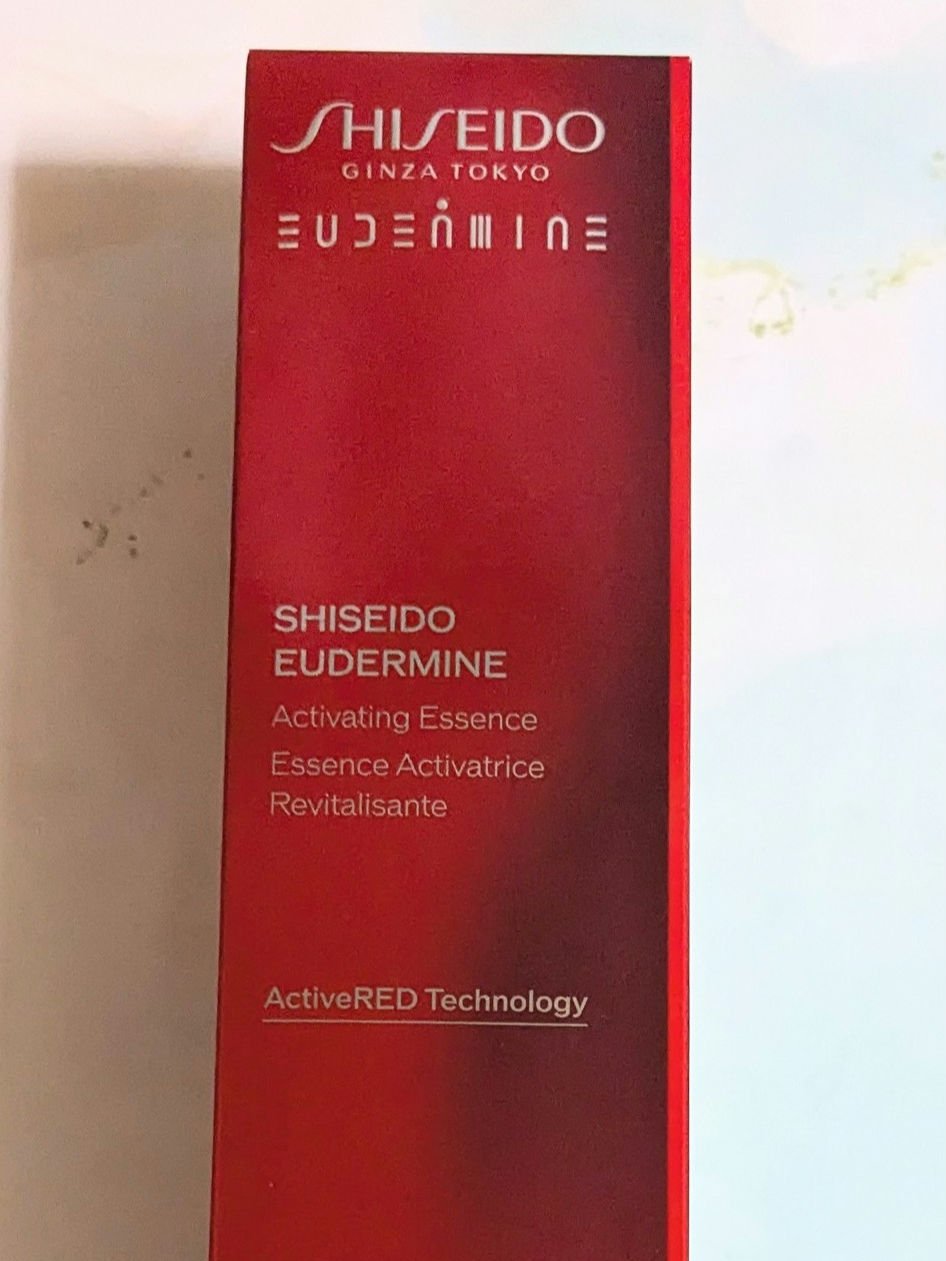 SHISEIDO
GINZA TOKYO
EUDERMINE
SHISEIDO
EUDERMINE
Activating Essence
Essence Activatrice
Revitalisante
ActiveRED Technology